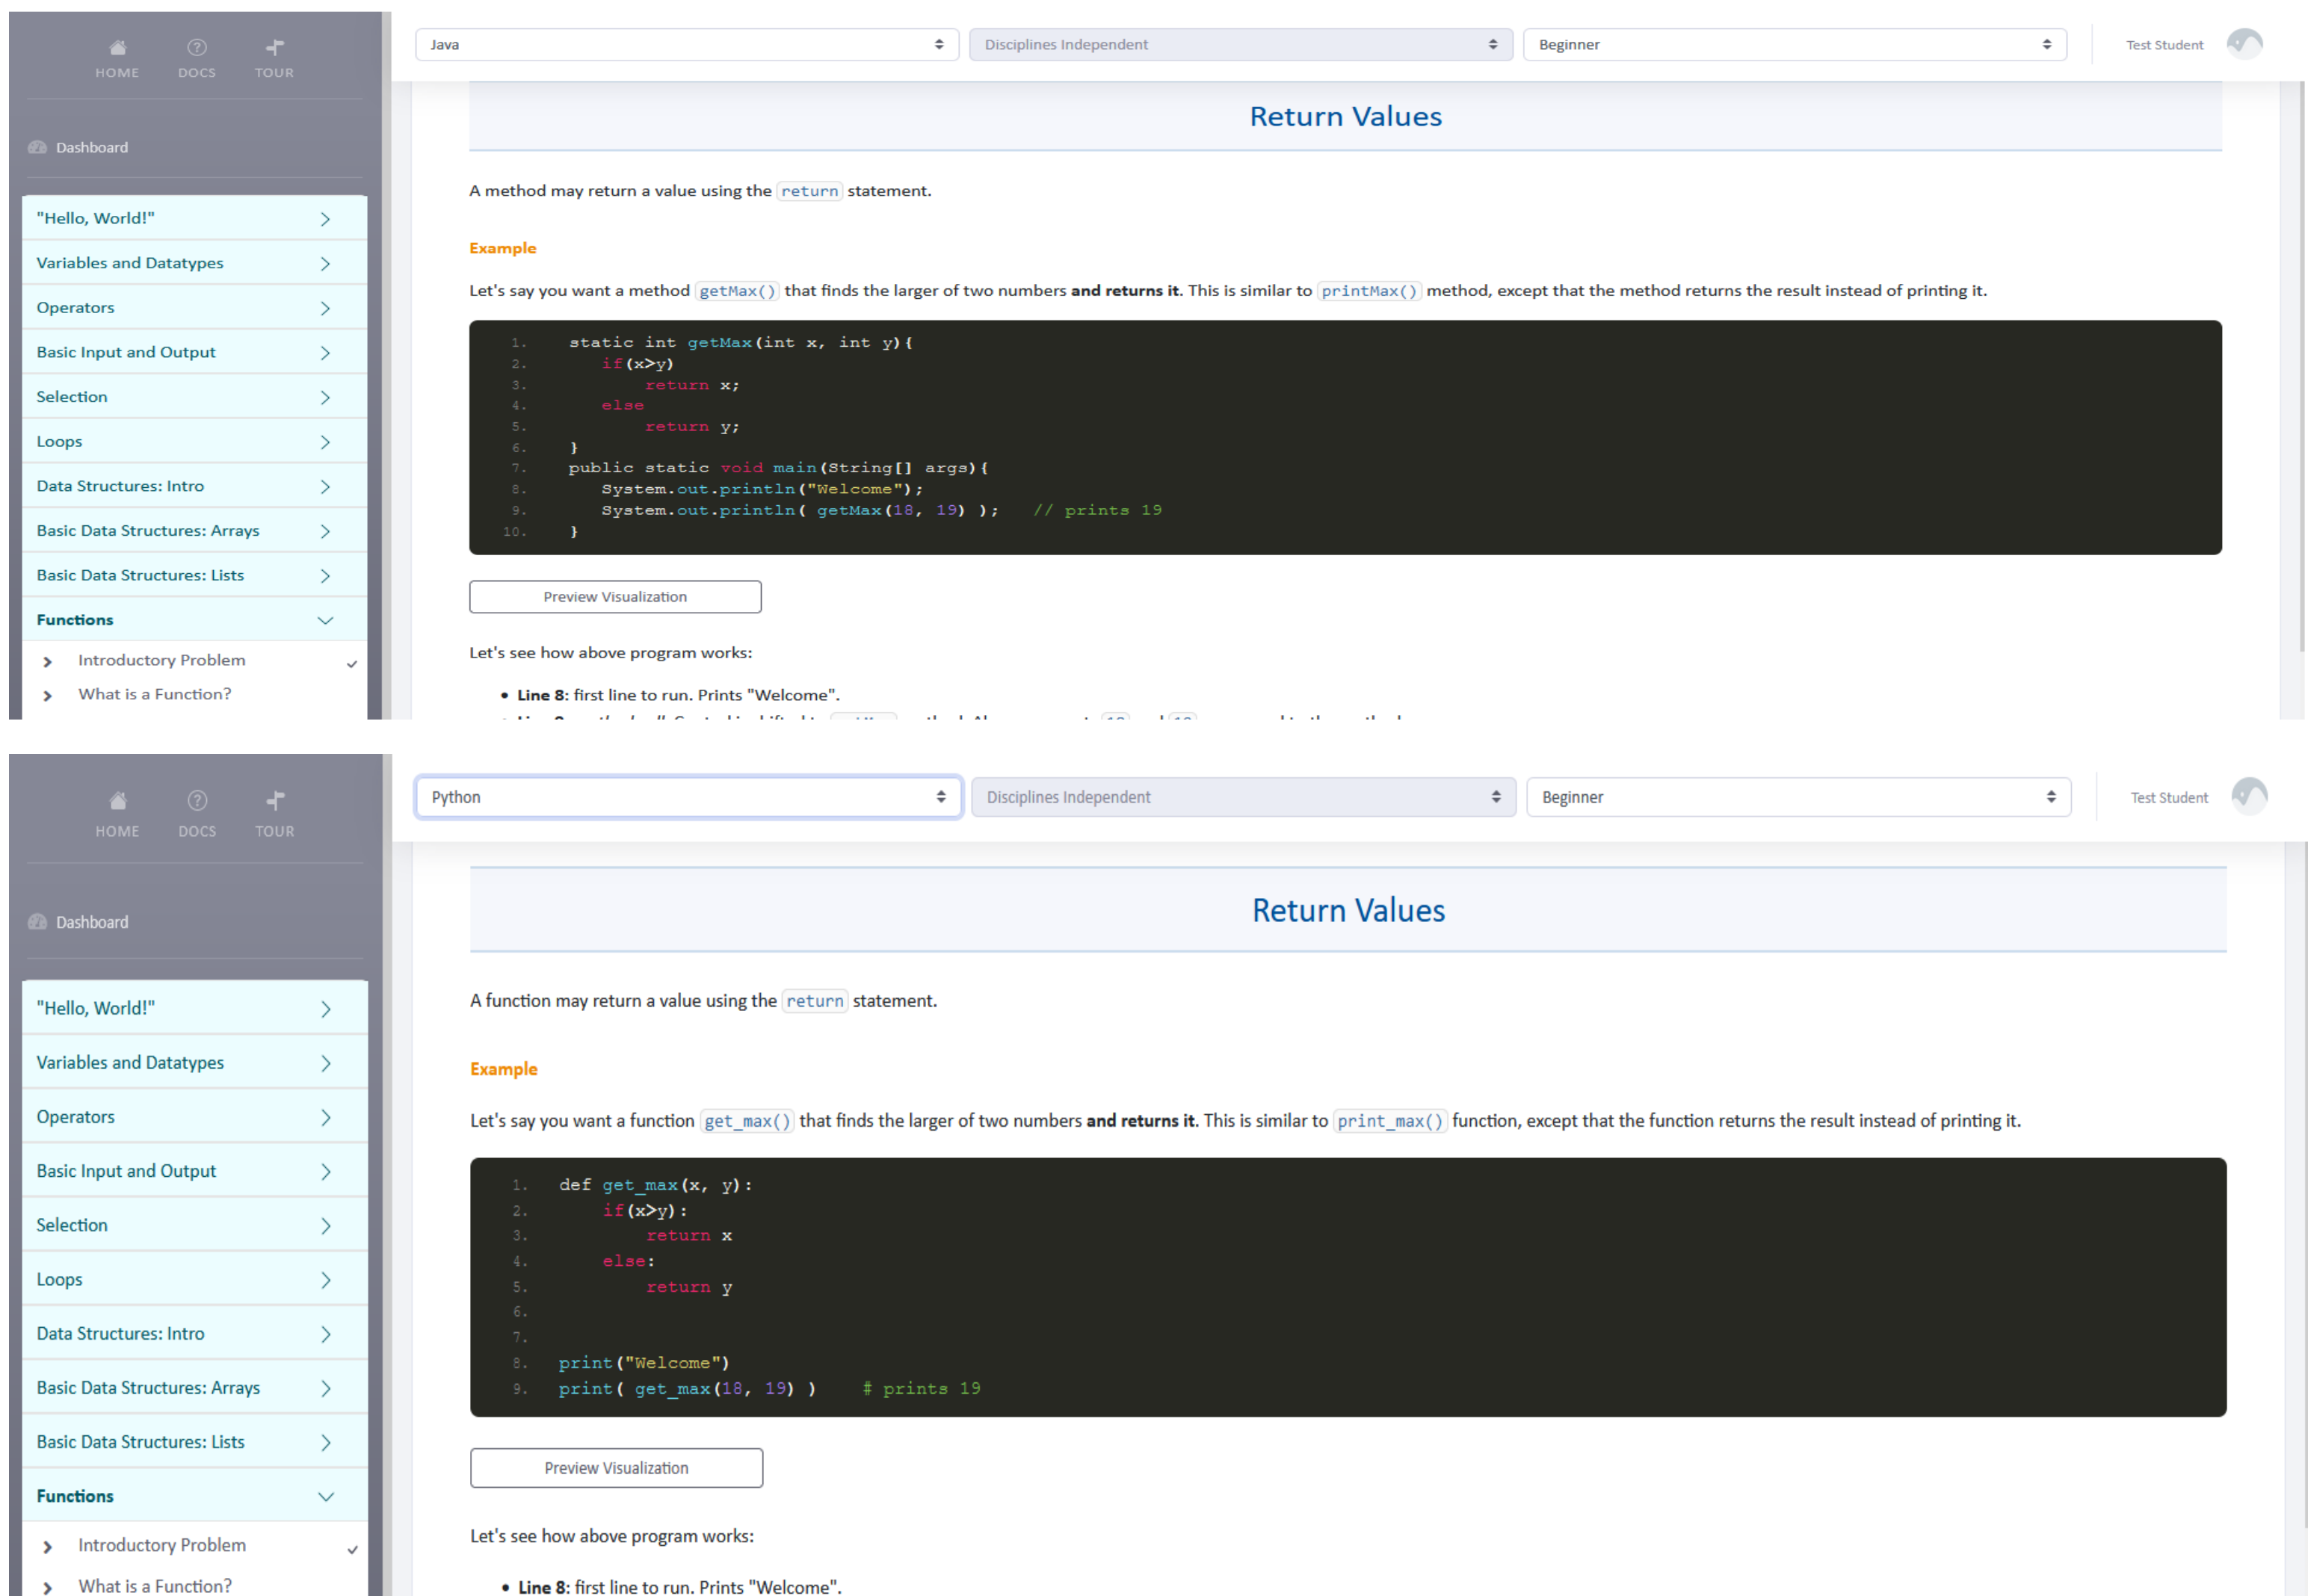 HOME DOCS TOUR
Java Disciplines Independent Beginner Test Student
Dashboard
"Hello, World!"
Variables and Datatypes
Operators
Basic Input and Output
Selection
Loops
Data Structures: Intro
Basic Data Structures: Arrays
Basic Data Structures: Lists
Functions
Introductory Problem
What is a Function?
Return Values
A method may return a value using the return statement.
Example
Let's say you want a method getMax() that finds the larger of two numbers and returns it. This is similar to printMax() method, except that the method returns the result instead of printing it.
1. static int getMax(int x, int y){
2. if(x>y)
3. return x;
4. else
5. return y;
6. }
7. public static void main(String[] args){
8. System.out.println("Welcome");
9. System.out.println( getMax(18, 19) ); // prints 19
10. }
Preview Visualization
Let's see how above program works:
• Line 8: first line to run. Prints "Welcome".
HOME DOCS TOUR
Python Disciplines Independent Beginner Test Student
Dashboard
"Hello, World!"
Variables and Datatypes
Operators
Basic Input and Output
Selection
Loops
Data Structures: Intro
Basic Data Structures: Arrays
Basic Data Structures: Lists
Functions
Introductory Problem
What is a Function?
Return Values
A function may return a value using the return statement.
Example
Let's say you want a function get_max() that finds the larger of two numbers and returns it. This is similar to print_max() function, except that the function returns the result instead of printing it.
1. def get_max(x, y):
2. if(x>y):
3. return x
4. else:
5. return y
6.
7.
8. print("Welcome")
9. print( get_max(18, 19) ) # prints 19
Preview Visualization
Let's see how above program works:
• Line 8: first line to run. Prints "Welcome".